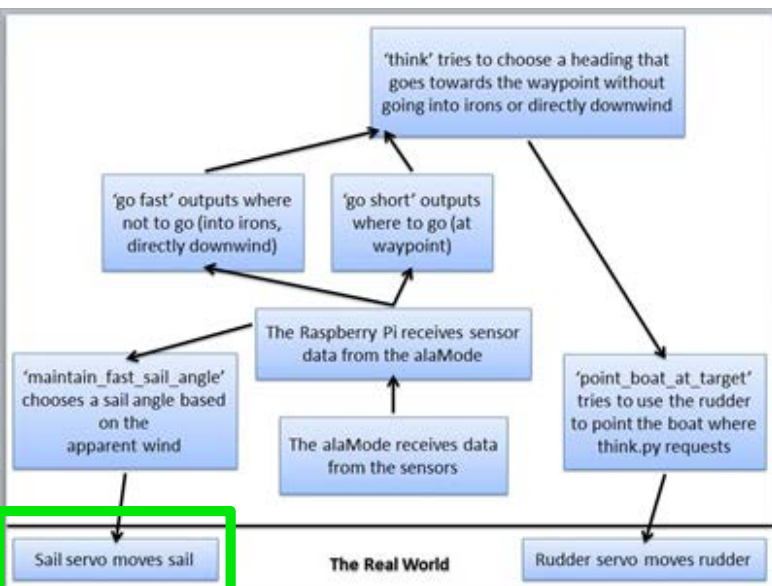 ‘think’ tries to choose a heading that
goes towards the waypoint without
going into irons or directly downwind
‘go fast’ outputs where
not to go (into irons,
directly downwind)
‘go short’ outputs
where to go (at
waypoint)
The Raspberry Pi receives sensor
data from the alaMode
‘maintain_fast_sail_angle’
chooses a sail angle based
on the
apparent wind
The alaMode receives data
from the sensors
‘point_boat_at_target’
tries to use the rudder
to point the boat where
think.py requests
Sail servo moves sail
The Real World
Rudder servo moves rudder